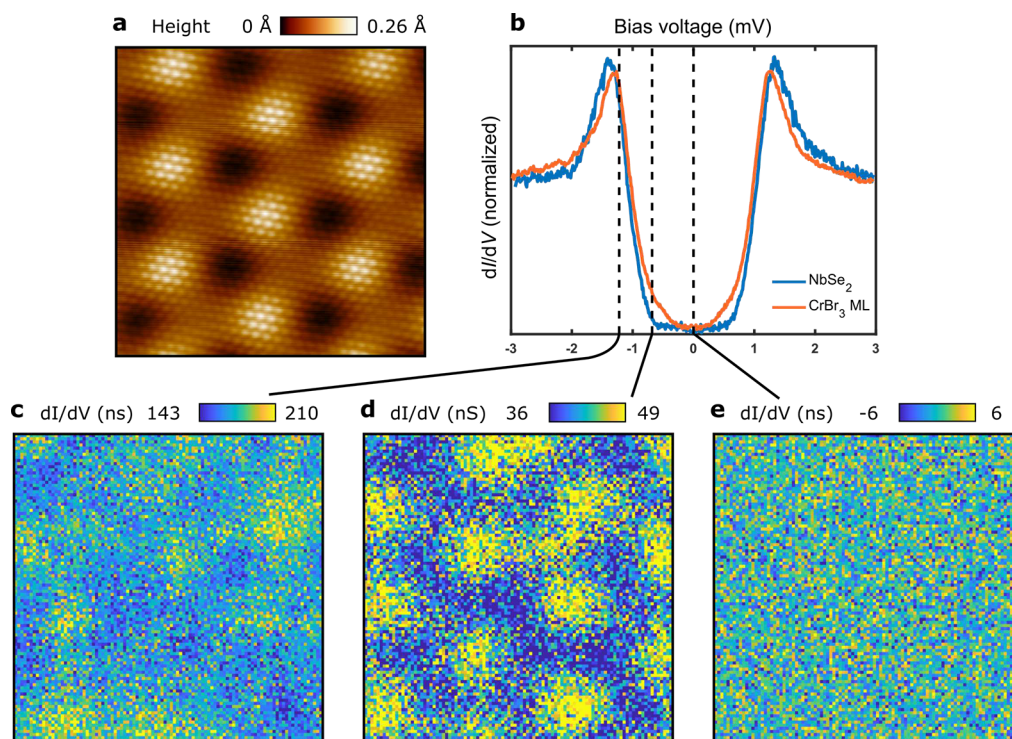 a Height 0 Å 0.26 Å
b Bias voltage (mV)
dI/dV (normalized)
NbSe2
CrBr3 ML
-3 -2 -1 0 1 2 3
c dI/dV (ns) 143 210
d dI/dV (nS) 36 49
e dI/dV (ns) -6 6